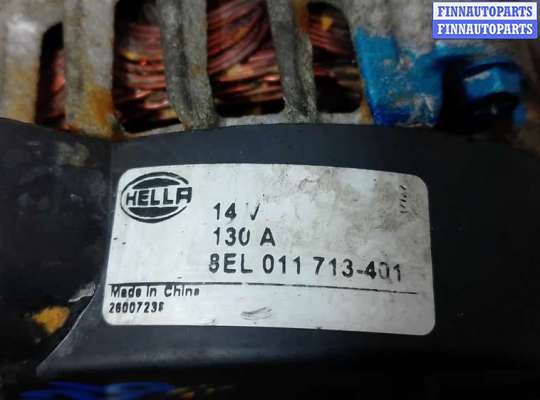 FINNAUTOPARTS
FINNAUTOPARTS
HELLA
14 V
130 A
8EL 011 713-401
Made in China